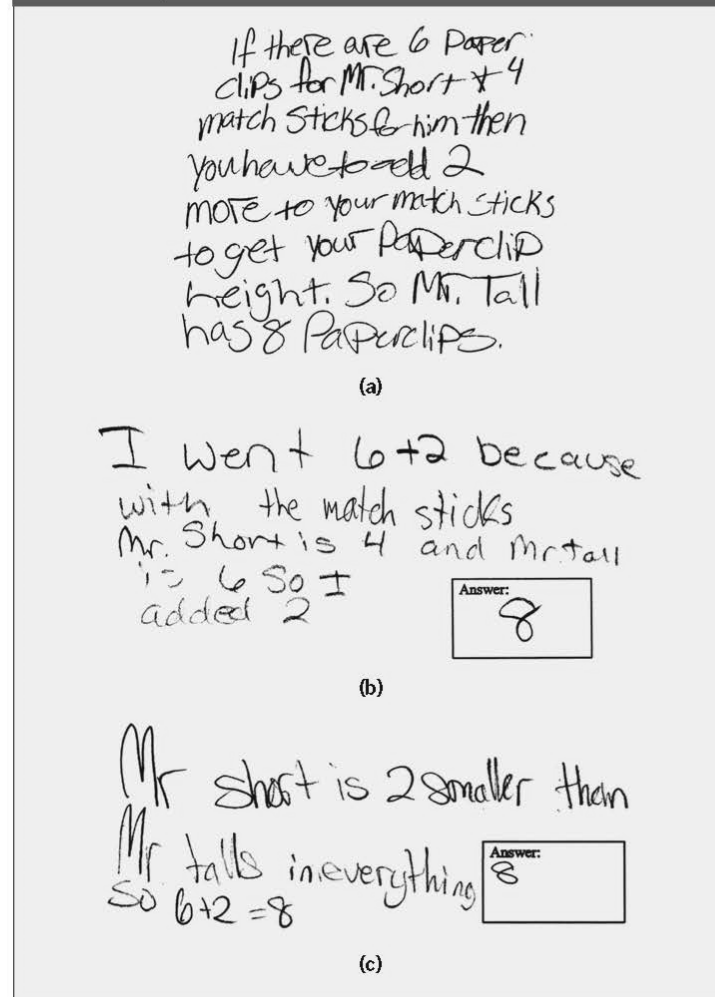 If there are 6 Paper
clips for Mr. Short & 4
match Sticks for him then
you have to add 2
more to your match sticks
to get your Paperclip
height. So Mr. Tall
has 8 Paperclips.
(a)
I went 6+2 because
with the match sticks
Mr. Short is 4 and Mr tall
is 6 So I
added 2
Answer:
8
(b)
Mr short is 2 smaller than
Mr talls in everything
So 6+2=8
Answer:
8
(c)